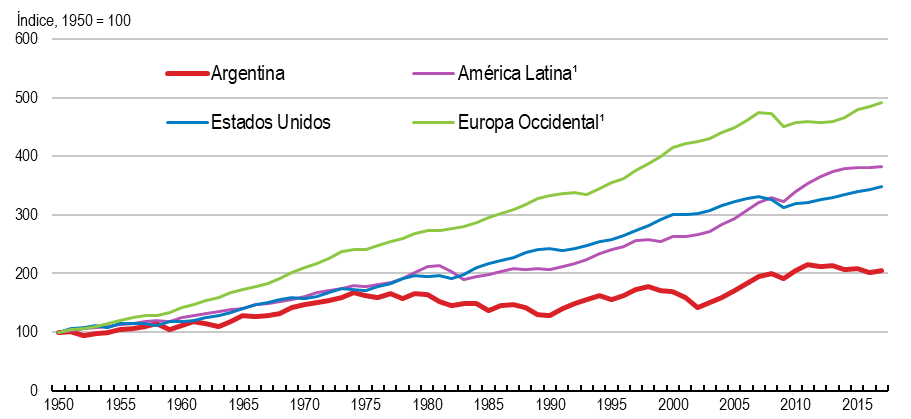 Índice, 1950 = 100
600
500
400
300
200
100
0
Argentina
América Latina¹
Estados Unidos
Europa Occidental¹
1950 1955 1960 1965 1970 1975 1980 1985 1990 1995 2000 2005 2010 2015